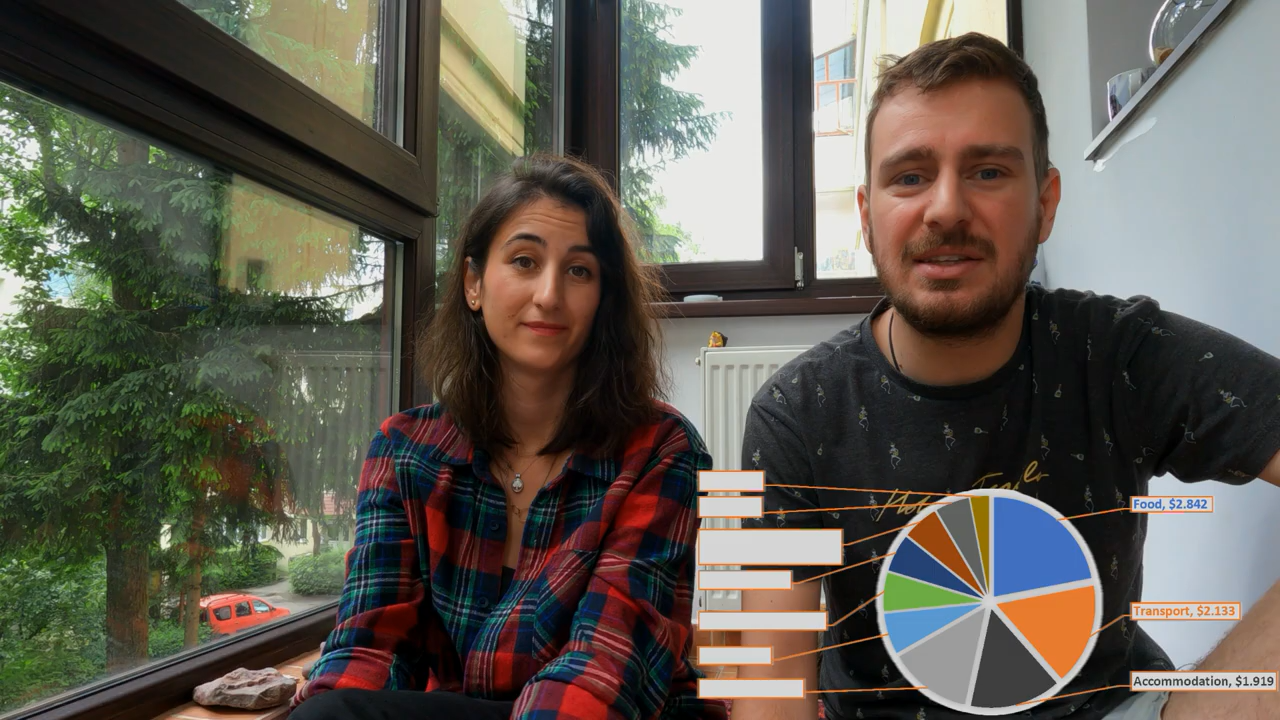 Food, $2.842
Transport, $2.133
Accommodation, $1.919